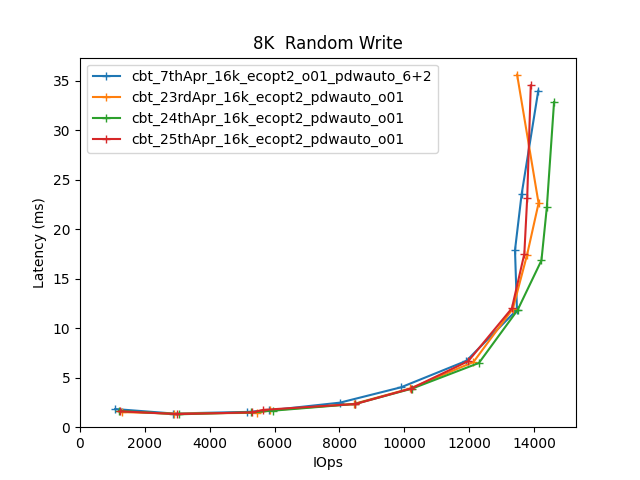 8K  Random Write
cbt_7thApr_16k_ecopt2_o01_pdwauto_6+2
cbt_23rdApr_16k_ecopt2_pdwauto_o01
cbt_24thApr_16k_ecopt2_pdwauto_o01
cbt_25thApr_16k_ecopt2_pdwauto_o01
Latency (ms)
35
30
25
20
15
10
5
0
0 2000 4000 6000 8000 10000 12000 14000
IOps